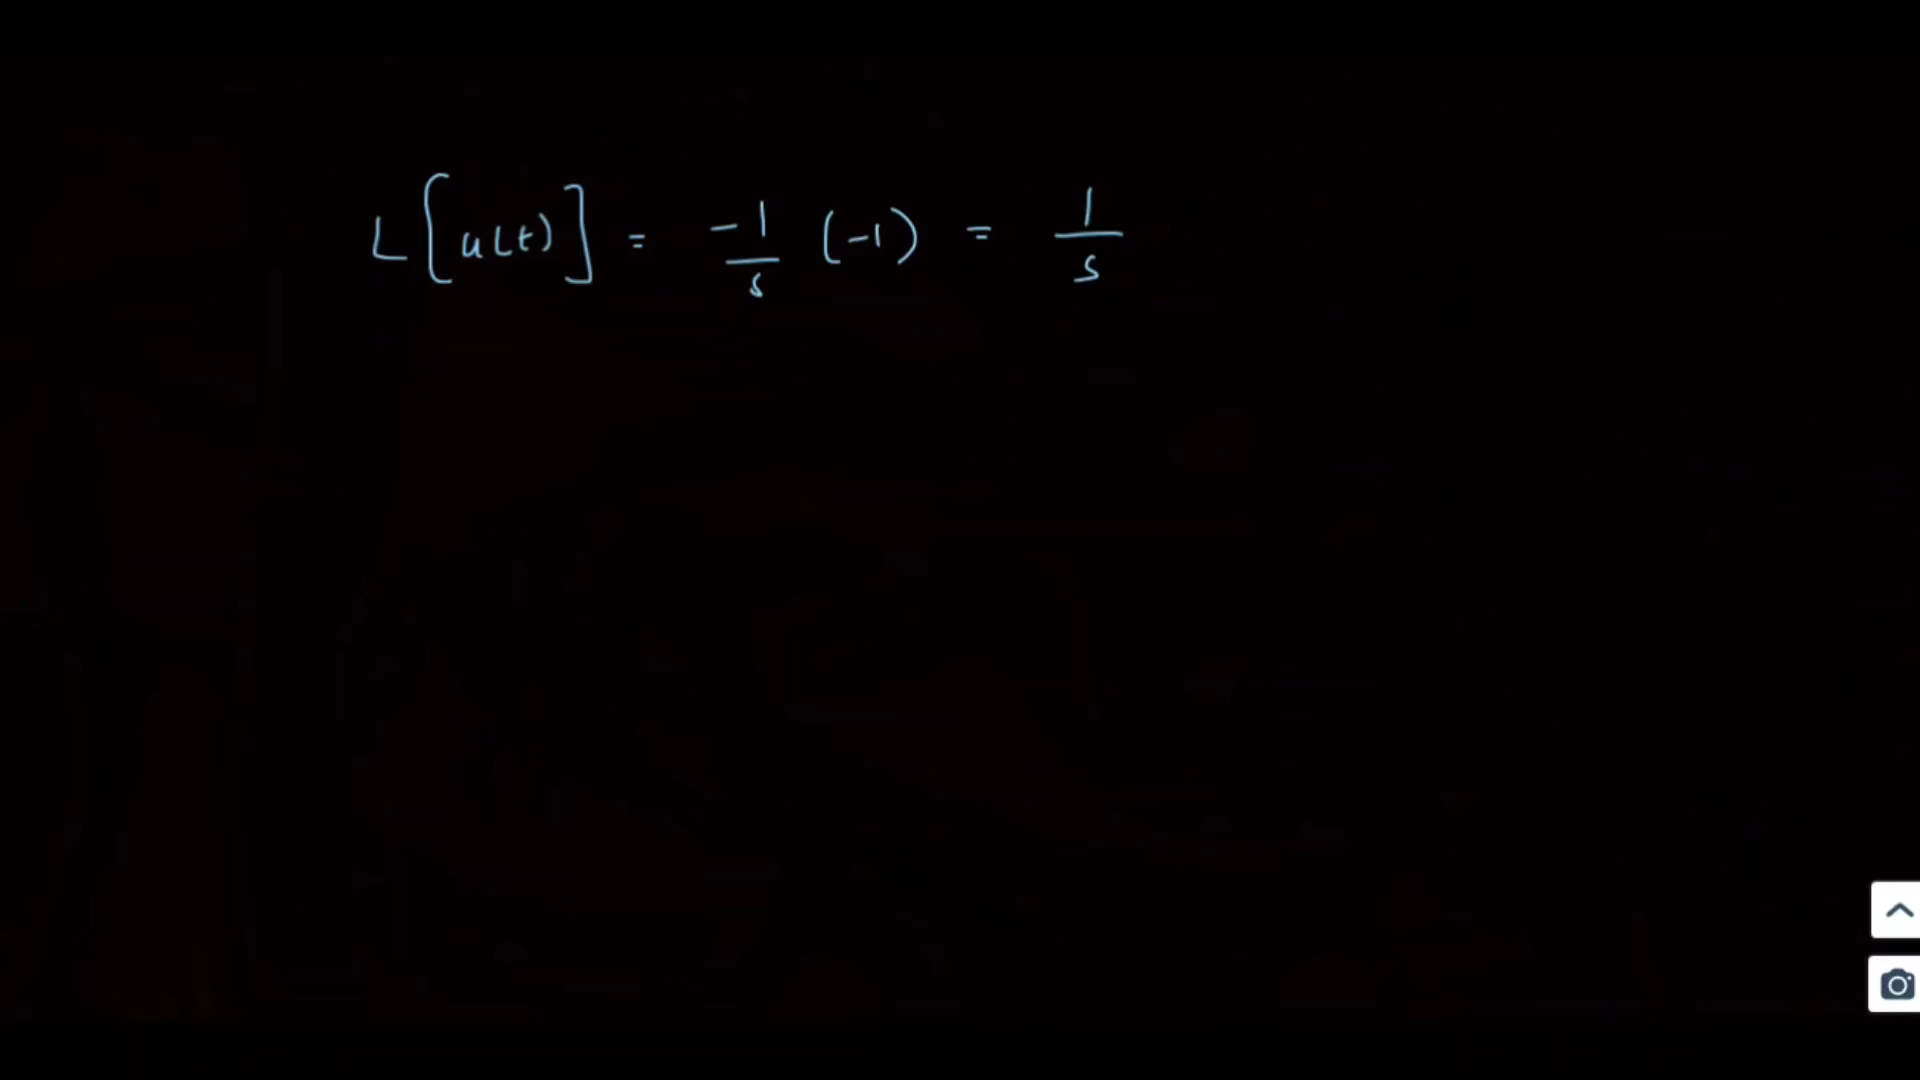 L[u(t)] = -1/s (-1) = 1/s